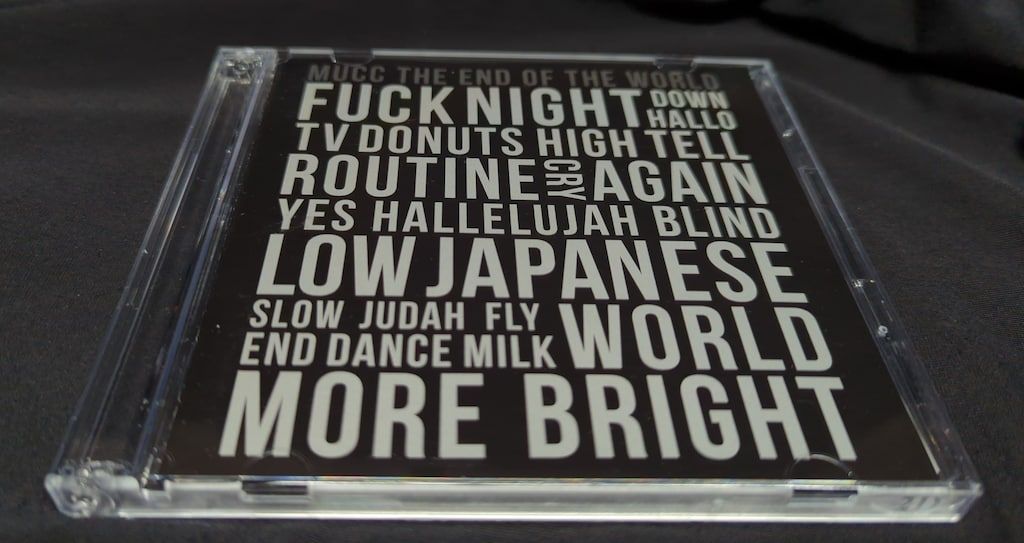 MUCC THE END OF THE WORLD
FUCK NIGHT DOWN
HALLO
TV DONUTS HIGH TELL
ROUTINE CRY AGAIN
YES HALLELUJAH BLIND
LOW JAPANESE
SLOW JUDAH FLY
END DANCE MILK WORLD
MORE BRIGHT